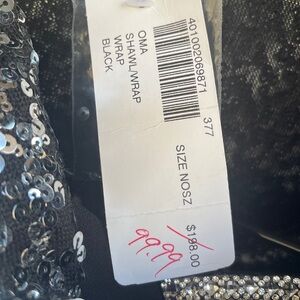 401002069871
377
OMA
SHAWL/WRAP
WRAP
BLACK
SIZE NOSZ
$198.00
99.99